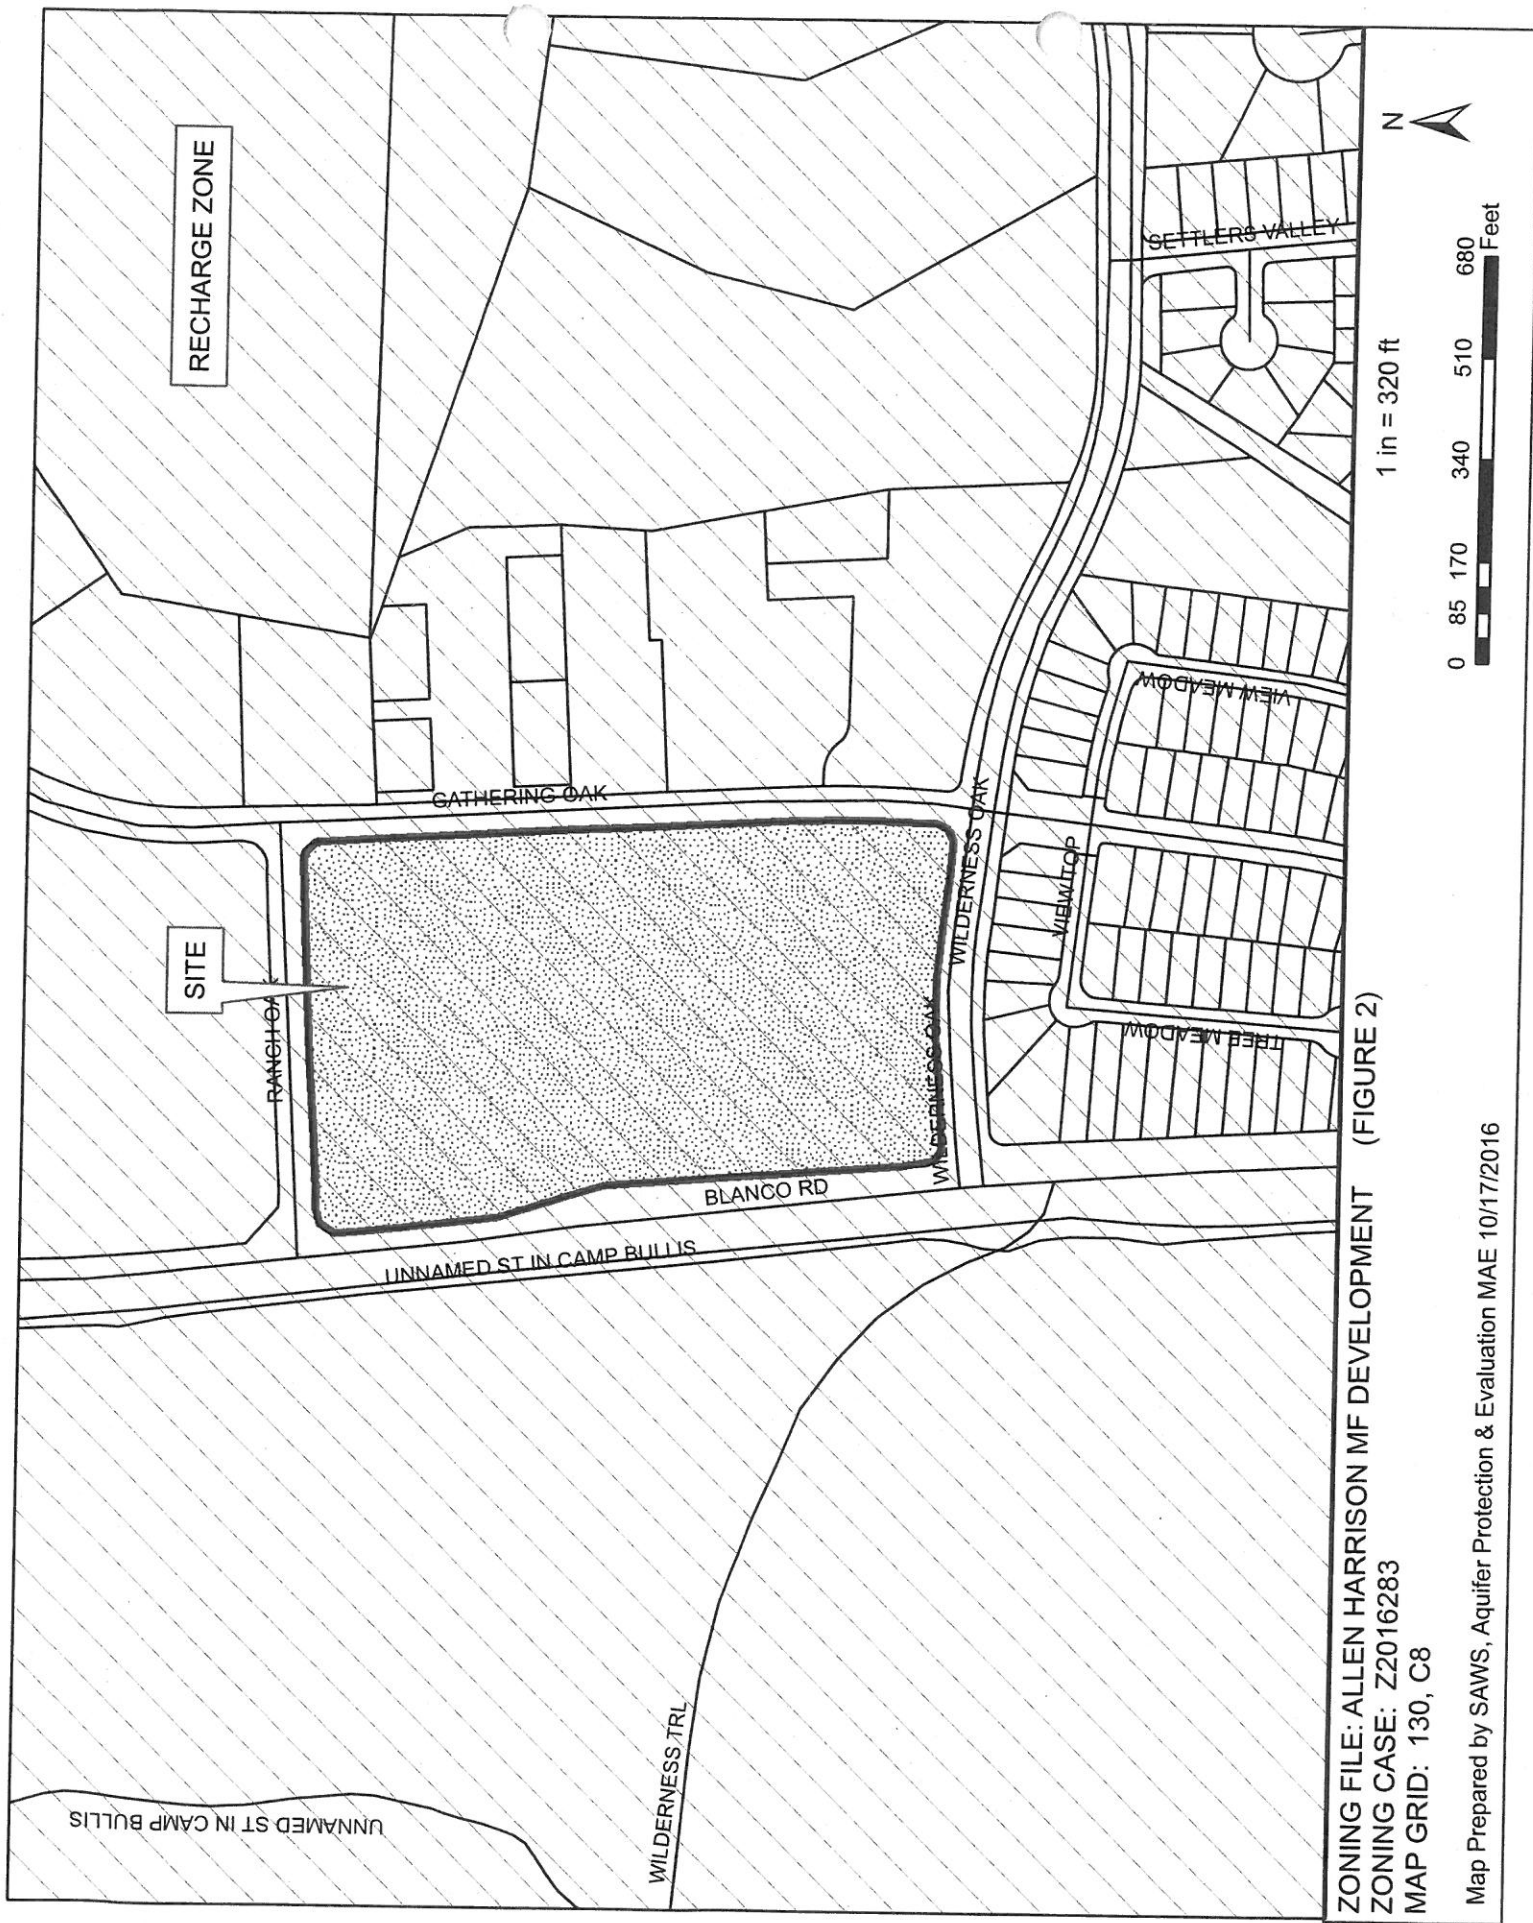 RECHARGE ZONE
SITE
RANCH OAK
GATHERING OAK
BLANCO RD
UNNAMED ST IN CAMP BULLIS
UNNAMED ST IN CAMP BULLIS
WILDERNESS TRL
WILDERNESS OAK
WILDERNESS OAK
VIEW TOP
TREE MEADOW
VIEW MEADOW
SETTLERS VALLEY
ZONING FILE: ALLEN HARRISON MF DEVELOPMENT (FIGURE 2)
ZONING CASE: Z2016283
MAP GRID: 130, C8
Map Prepared by SAWS, Aquifer Protection & Evaluation MAE 10/17/2016
1 in = 320 ft
0 85 170 340 510 680
Feet
N